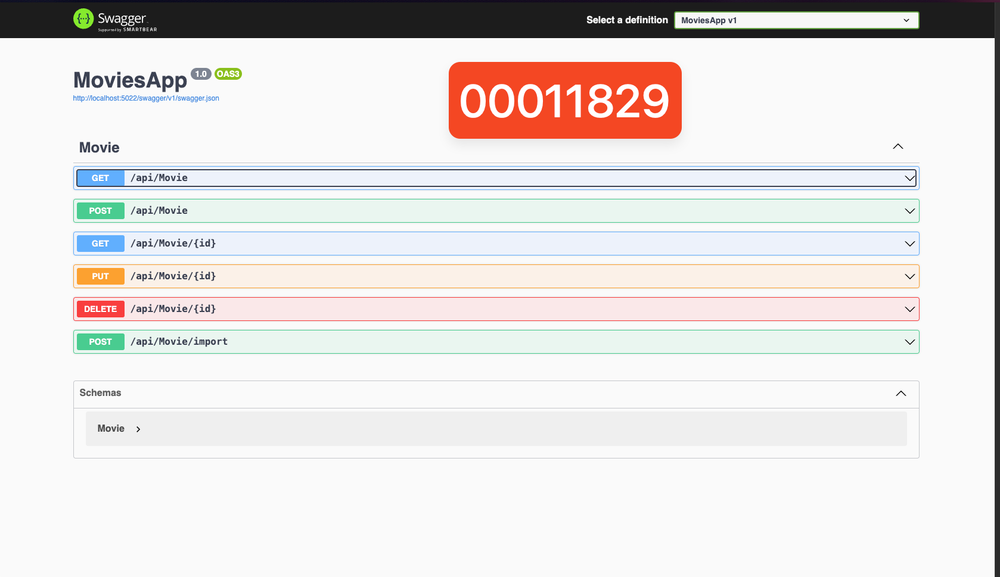 {···} Swagger
Supported by SMARTBEAR
Select a definition
MoviesApp v1
MoviesApp 1.0 OAS3
http://localhost:5022/swagger/v1/swagger.json
00011829
Movie
GET /api/Movie
POST /api/Movie
GET /api/Movie/{id}
PUT /api/Movie/{id}
DELETE /api/Movie/{id}
POST /api/Movie/import
Schemas
Movie